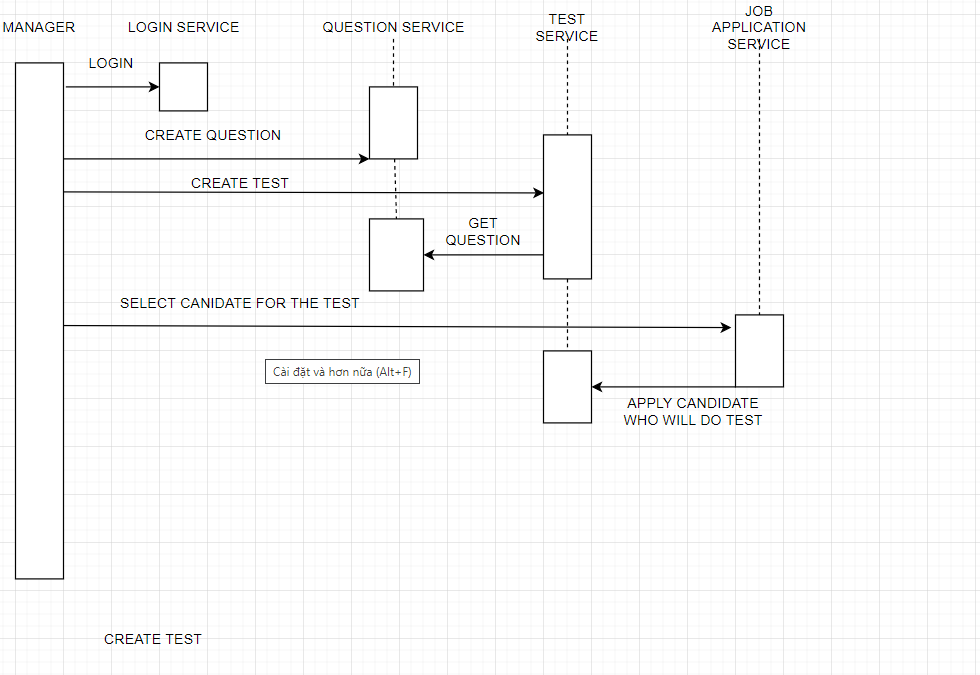 MANAGER
LOGIN SERVICE
QUESTION SERVICE
TEST
SERVICE
JOB
APPLICATION
SERVICE
LOGIN
CREATE QUESTION
CREATE TEST
GET
QUESTION
SELECT CANIDATE FOR THE TEST
Cài đặt và hơn nữa (Alt+F)
APPLY CANDIDATE
WHO WILL DO TEST
CREATE TEST